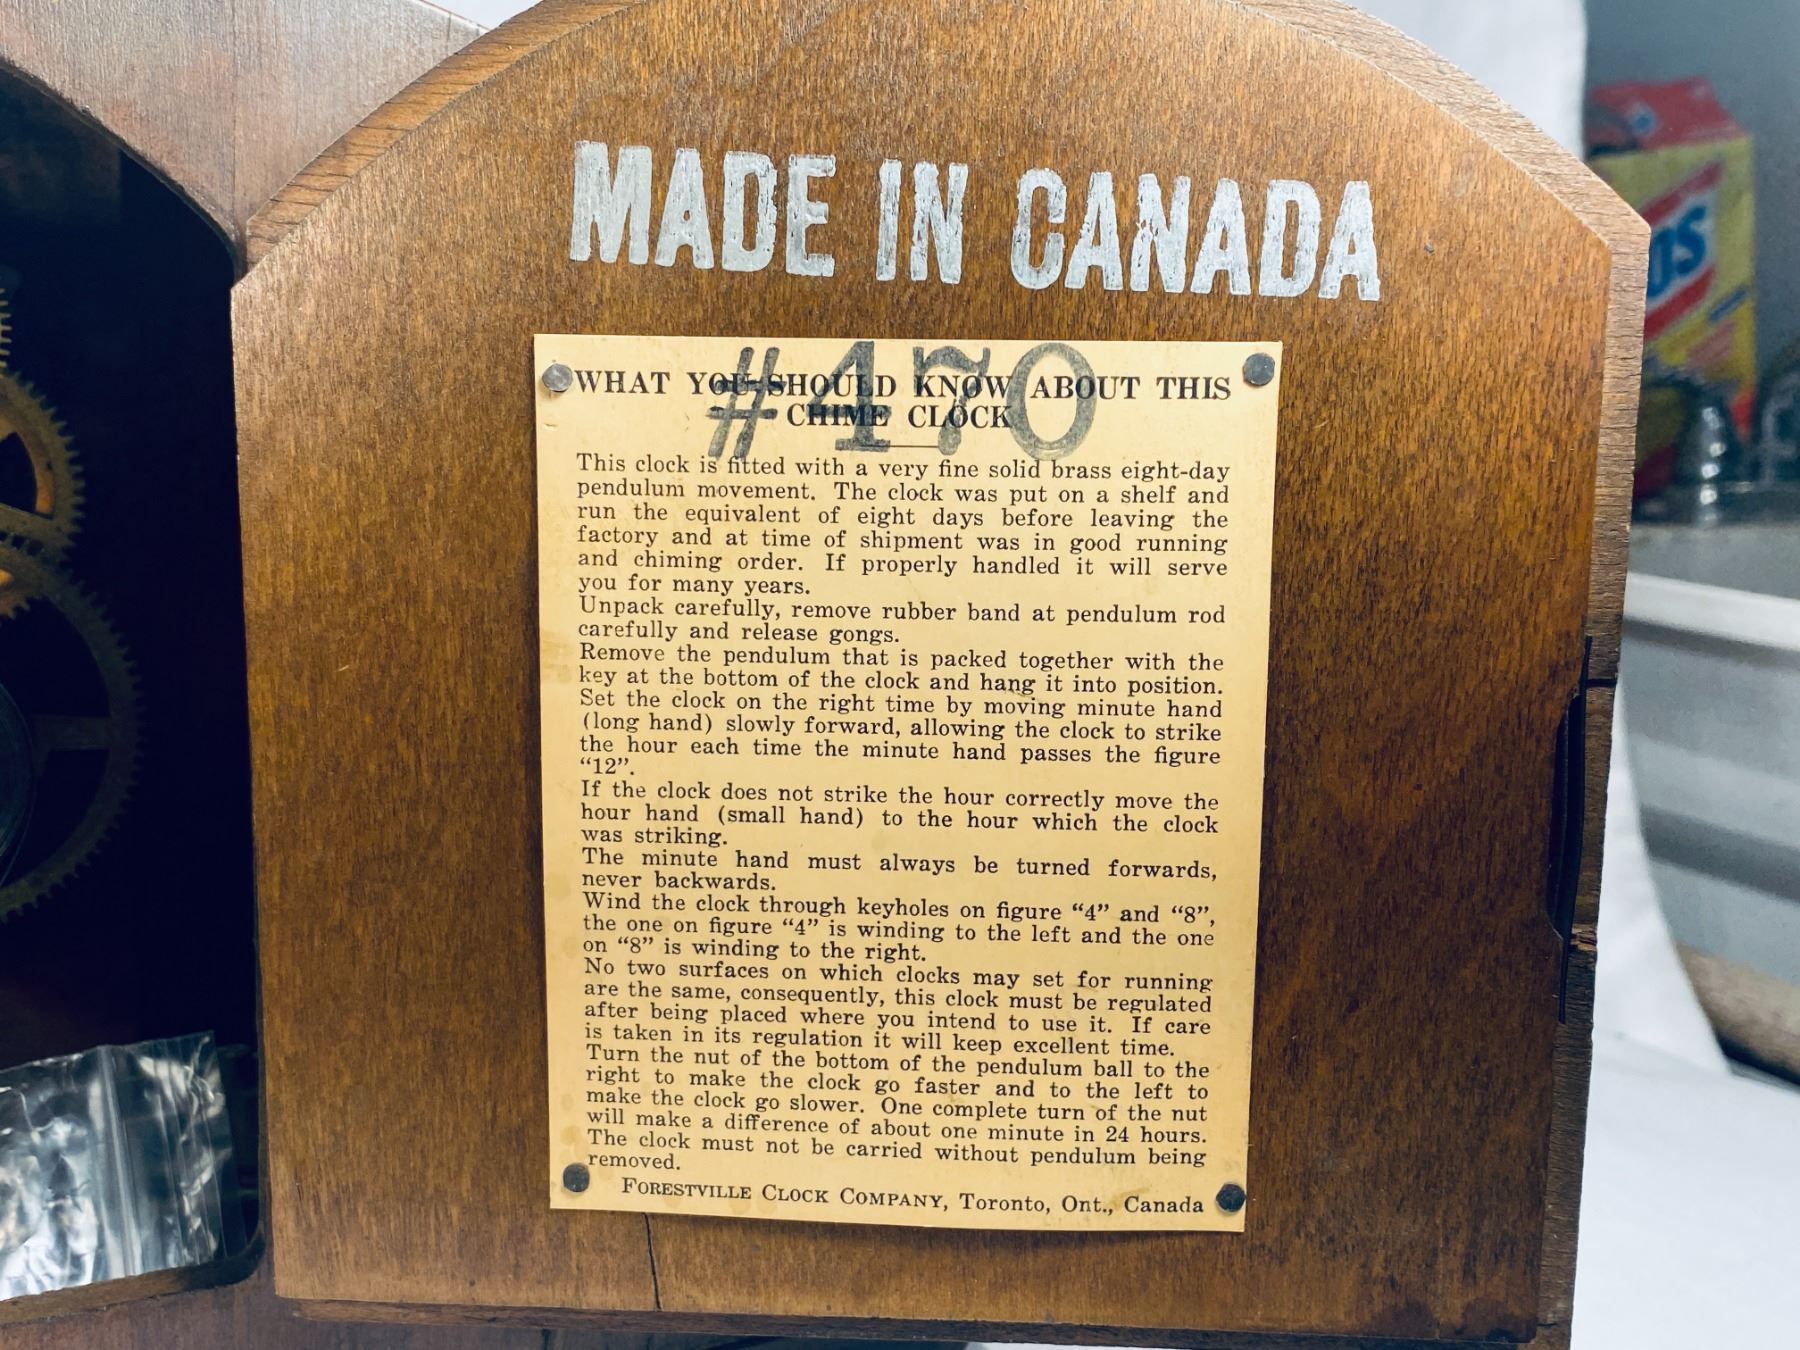 MADE IN CANADA
#470
WHAT YOU SHOULD KNOW ABOUT THIS
CHIME CLOCK
This clock is fitted with a very fine solid brass eight-day
pendulum movement. The clock was put on a shelf and
run the equivalent of eight days before leaving the
factory and at time of shipment was in good running
and chiming order. If properly handled it will serve
you for many years.
Unpack carefully, remove rubber band at pendulum rod
carefully and release gongs.
Remove the pendulum that is packed together with the
key at the bottom of the clock and hang it into position.
Set the clock on the right time by moving minute hand
(long hand) slowly forward, allowing the clock to strike
the hour each time the minute hand passes the figure
“12”.
If the clock does not strike the hour correctly move the
hour hand (small hand) to the hour which the clock
was striking.
The minute hand must always be turned forwards,
never backwards.
Wind the clock through keyholes on figure “4” and “8”,
the one on figure “4” is winding to the left and the one
on “8” is winding to the right.
No two surfaces on which clocks may set for running
are the same, consequently, this clock must be regulated
after being placed where you intend to use it. If care
is taken in its regulation it will keep excellent time.
Turn the nut of the bottom of the pendulum ball to the
right to make the clock go faster and to the left to
make the clock go slower. One complete turn of the nut
will make a difference of about one minute in 24 hours.
The clock must not be carried without pendulum being
removed.
FORESTVILLE CLOCK COMPANY, Toronto, Ont., Canada